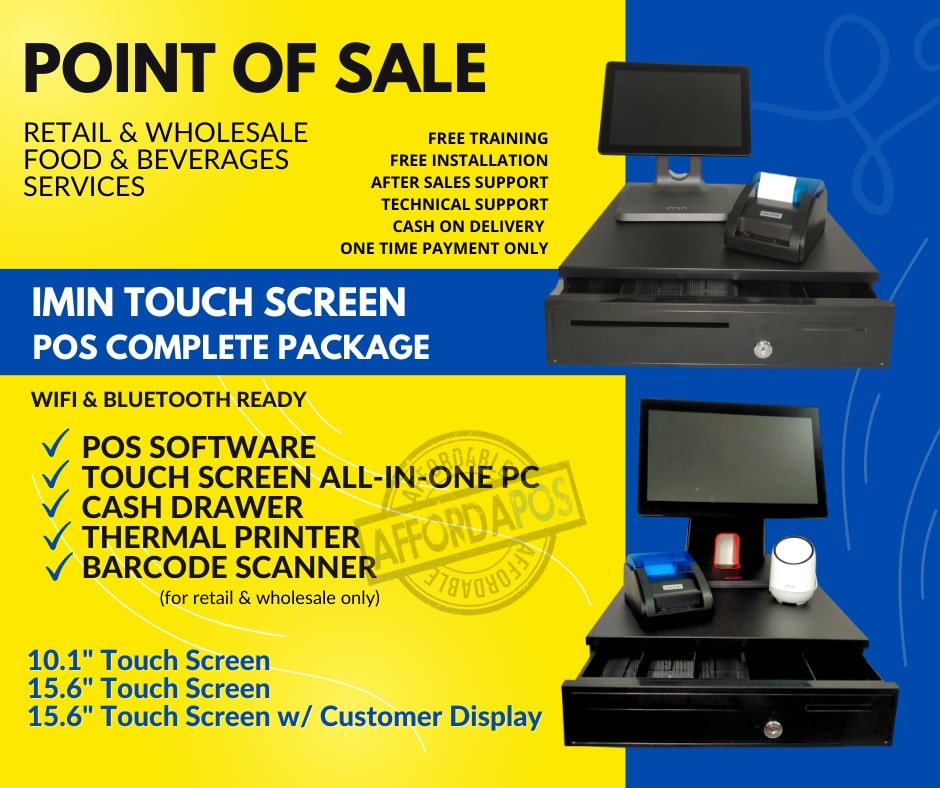 POINT OF SALE
RETAIL & WHOLESALE
FOOD & BEVERAGES
SERVICES
FREE TRAINING
FREE INSTALLATION
AFTER SALES SUPPORT
TECHNICAL SUPPORT
CASH ON DELIVERY
ONE TIME PAYMENT ONLY
IMIN TOUCH SCREEN
POS COMPLETE PACKAGE
WIFI & BLUETOOTH READY
✓ POS SOFTWARE
✓ TOUCH SCREEN ALL-IN-ONE PC
✓ CASH DRAWER
✓ THERMAL PRINTER
✓ BARCODE SCANNER
(for retail & wholesale only)
AFFORDABLE
AFFORDAPOS
AFFORDABLE
10.1" Touch Screen
15.6" Touch Screen
15.6" Touch Screen w/ Customer Display